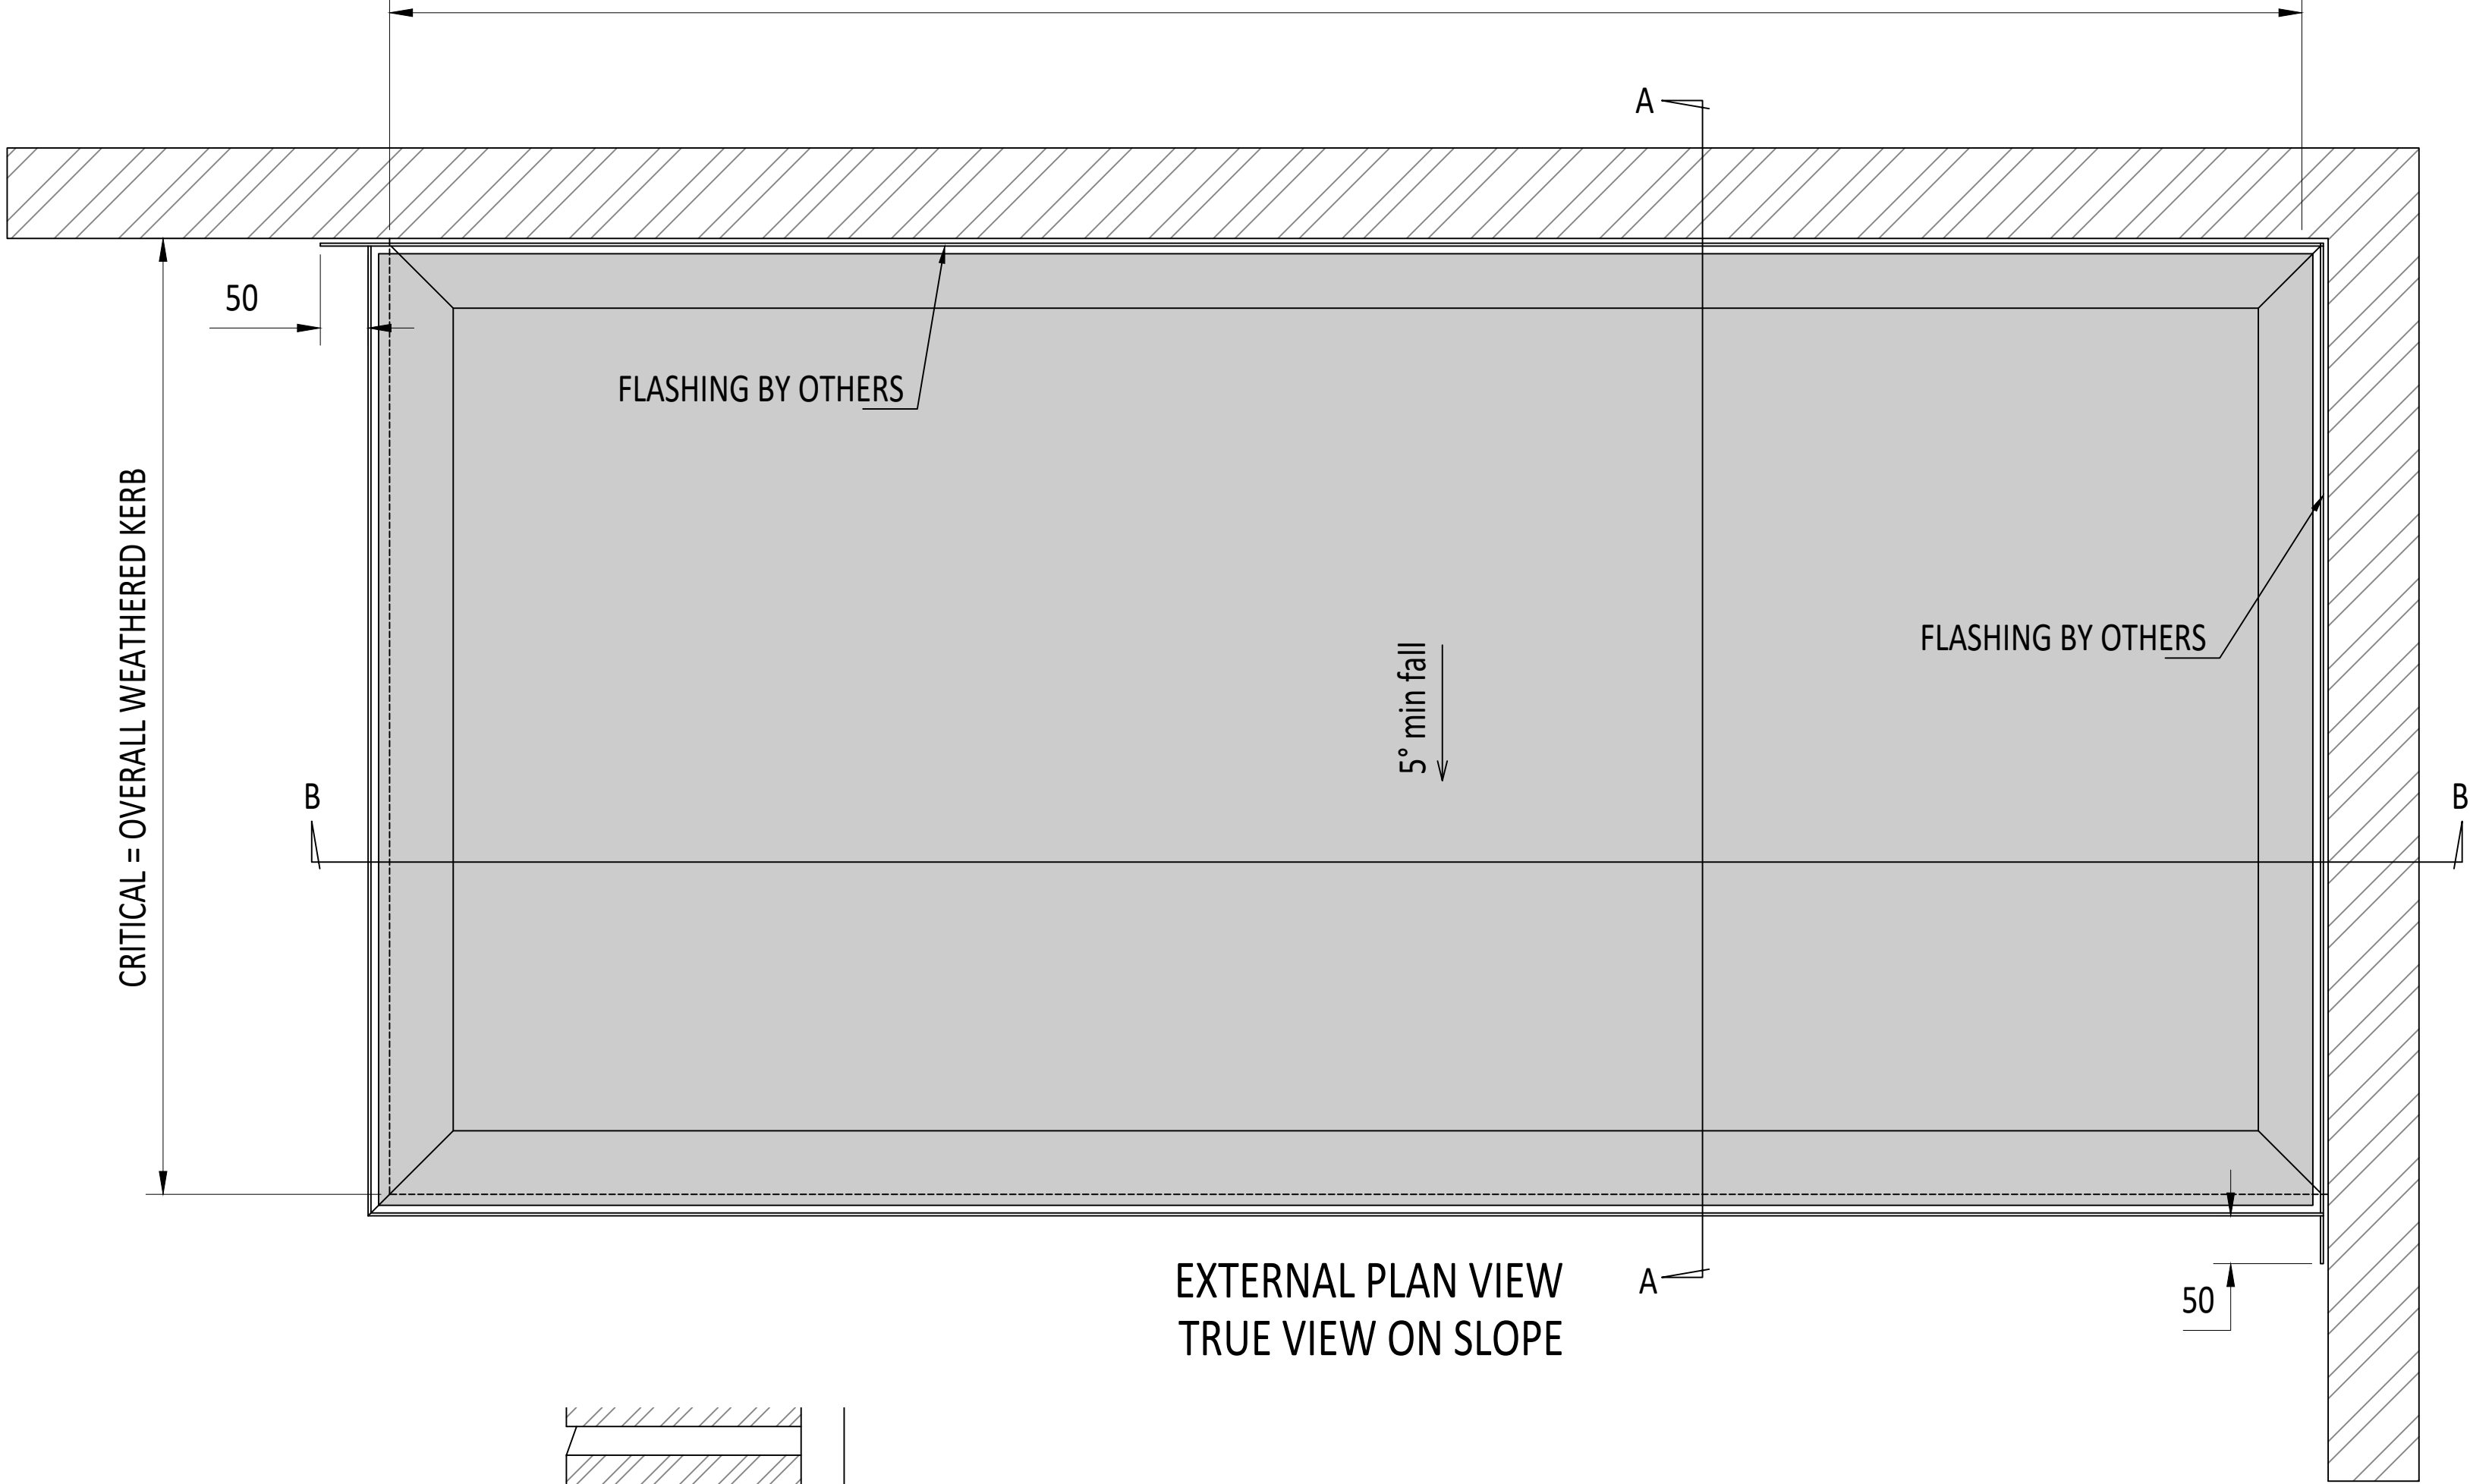 A
50
FLASHING BY OTHERS
CRITICAL = OVERALL WEATHERED KERB
FLASHING BY OTHERS
5° min fall
B
B
EXTERNAL PLAN VIEW
TRUE VIEW ON SLOPE
A
50